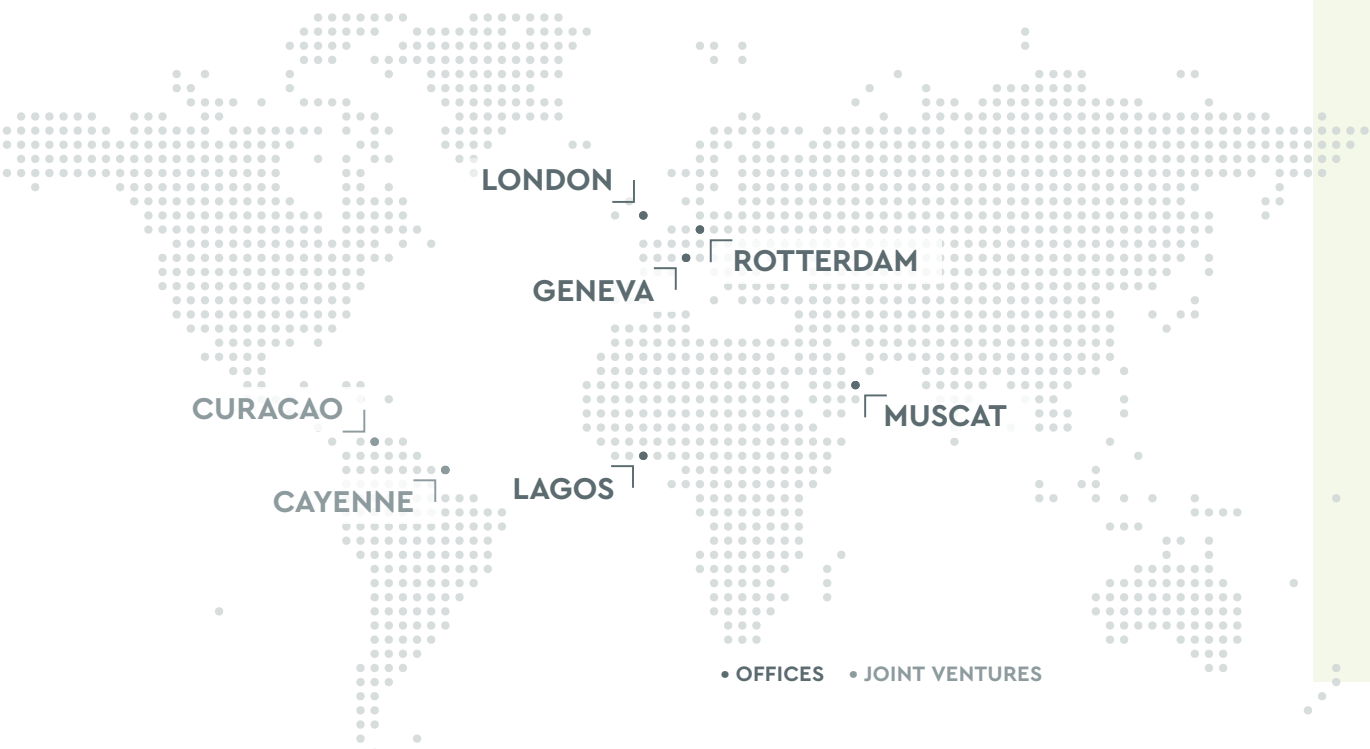 LONDON
ROTTERDAM
GENEVA
CURACAO
MUSCAT
LAGOS
CAYENNE
• OFFICES • JOINT VENTURES